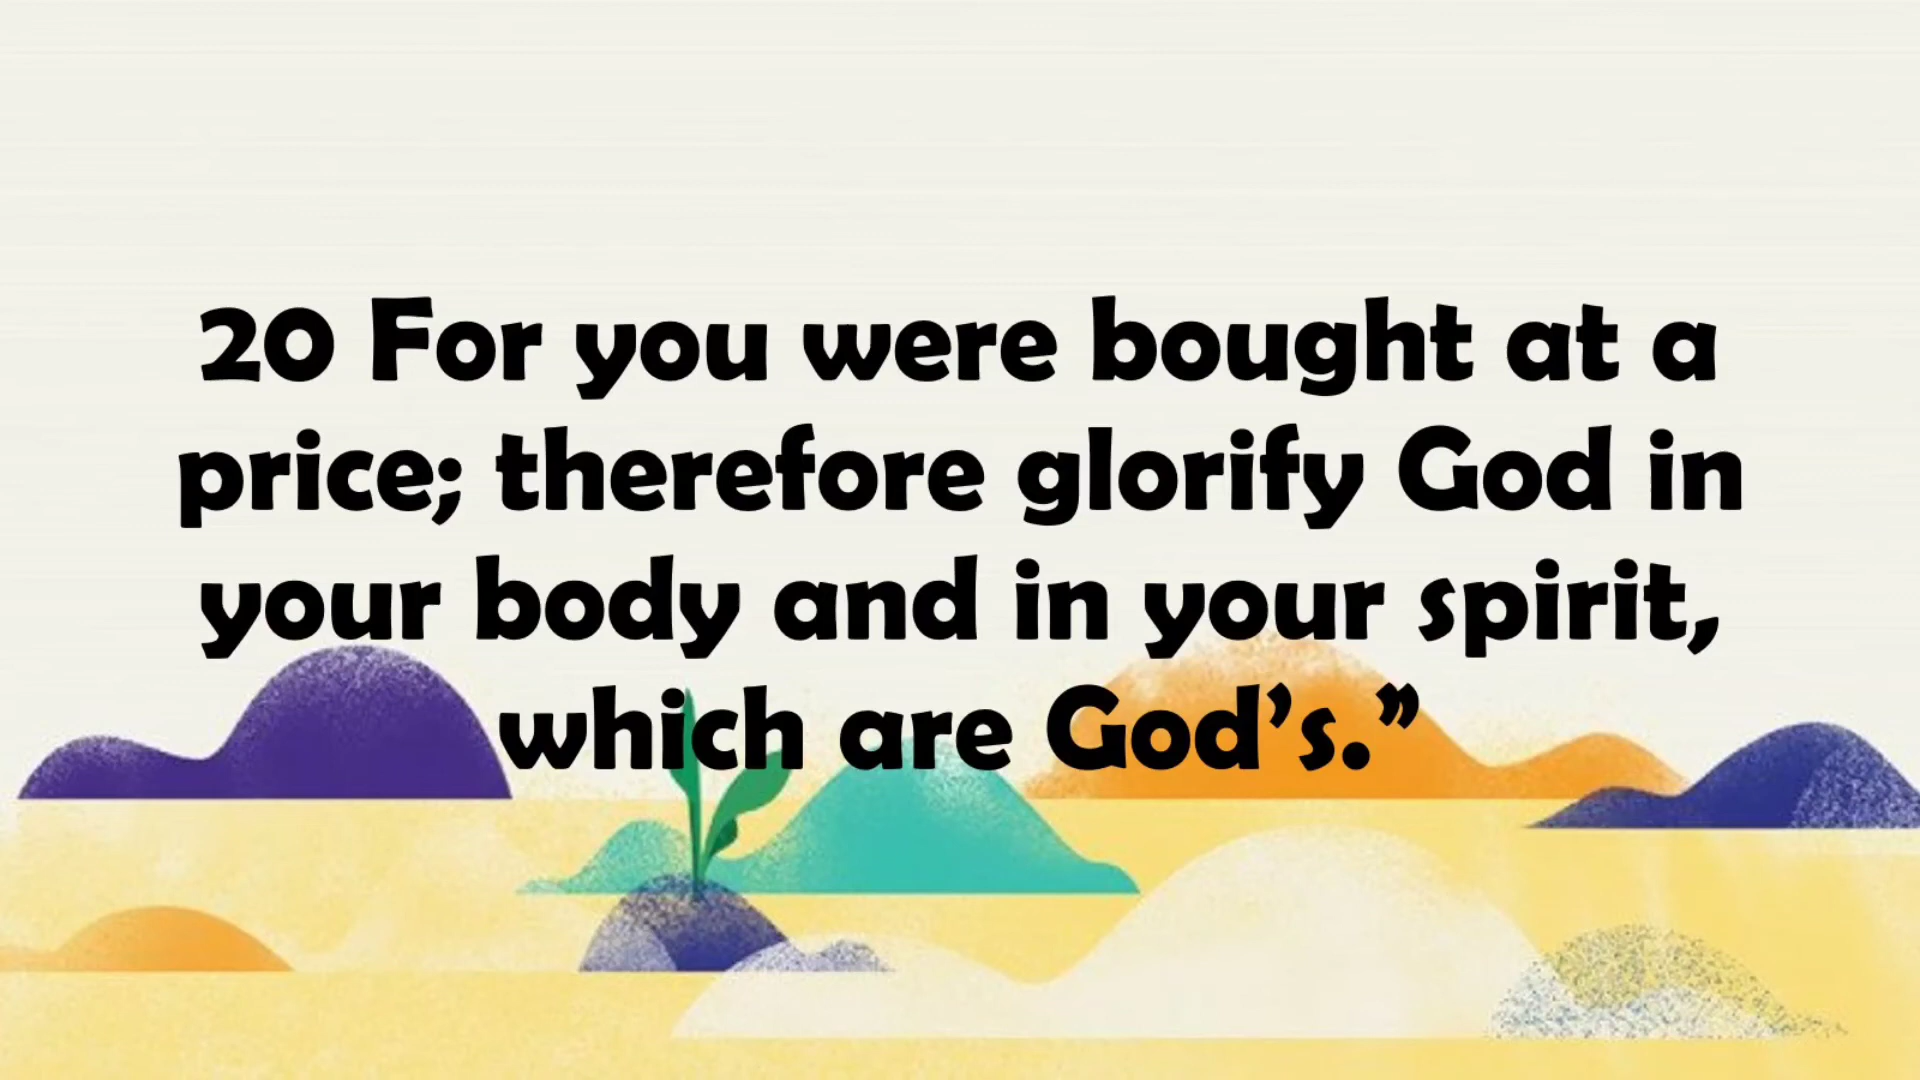 20 For you were bought at a
price; therefore glorify God in
your body and in your spirit,
which are God’s.”